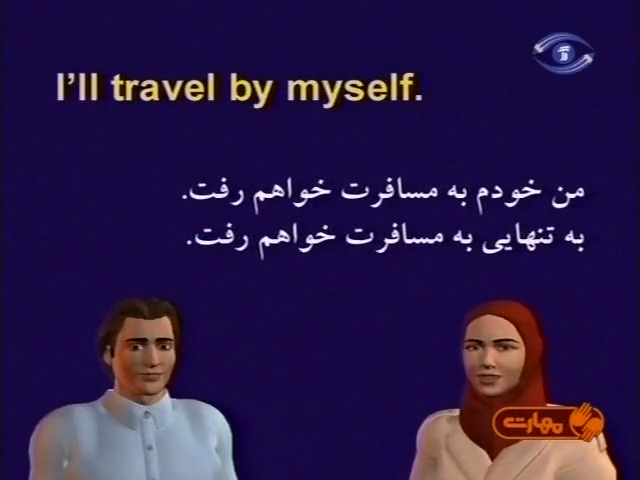 I'll travel by myself.
من خودم به مسافرت خواهم رفت.
به تنهایی به مسافرت خواهم رفت.
مهارت